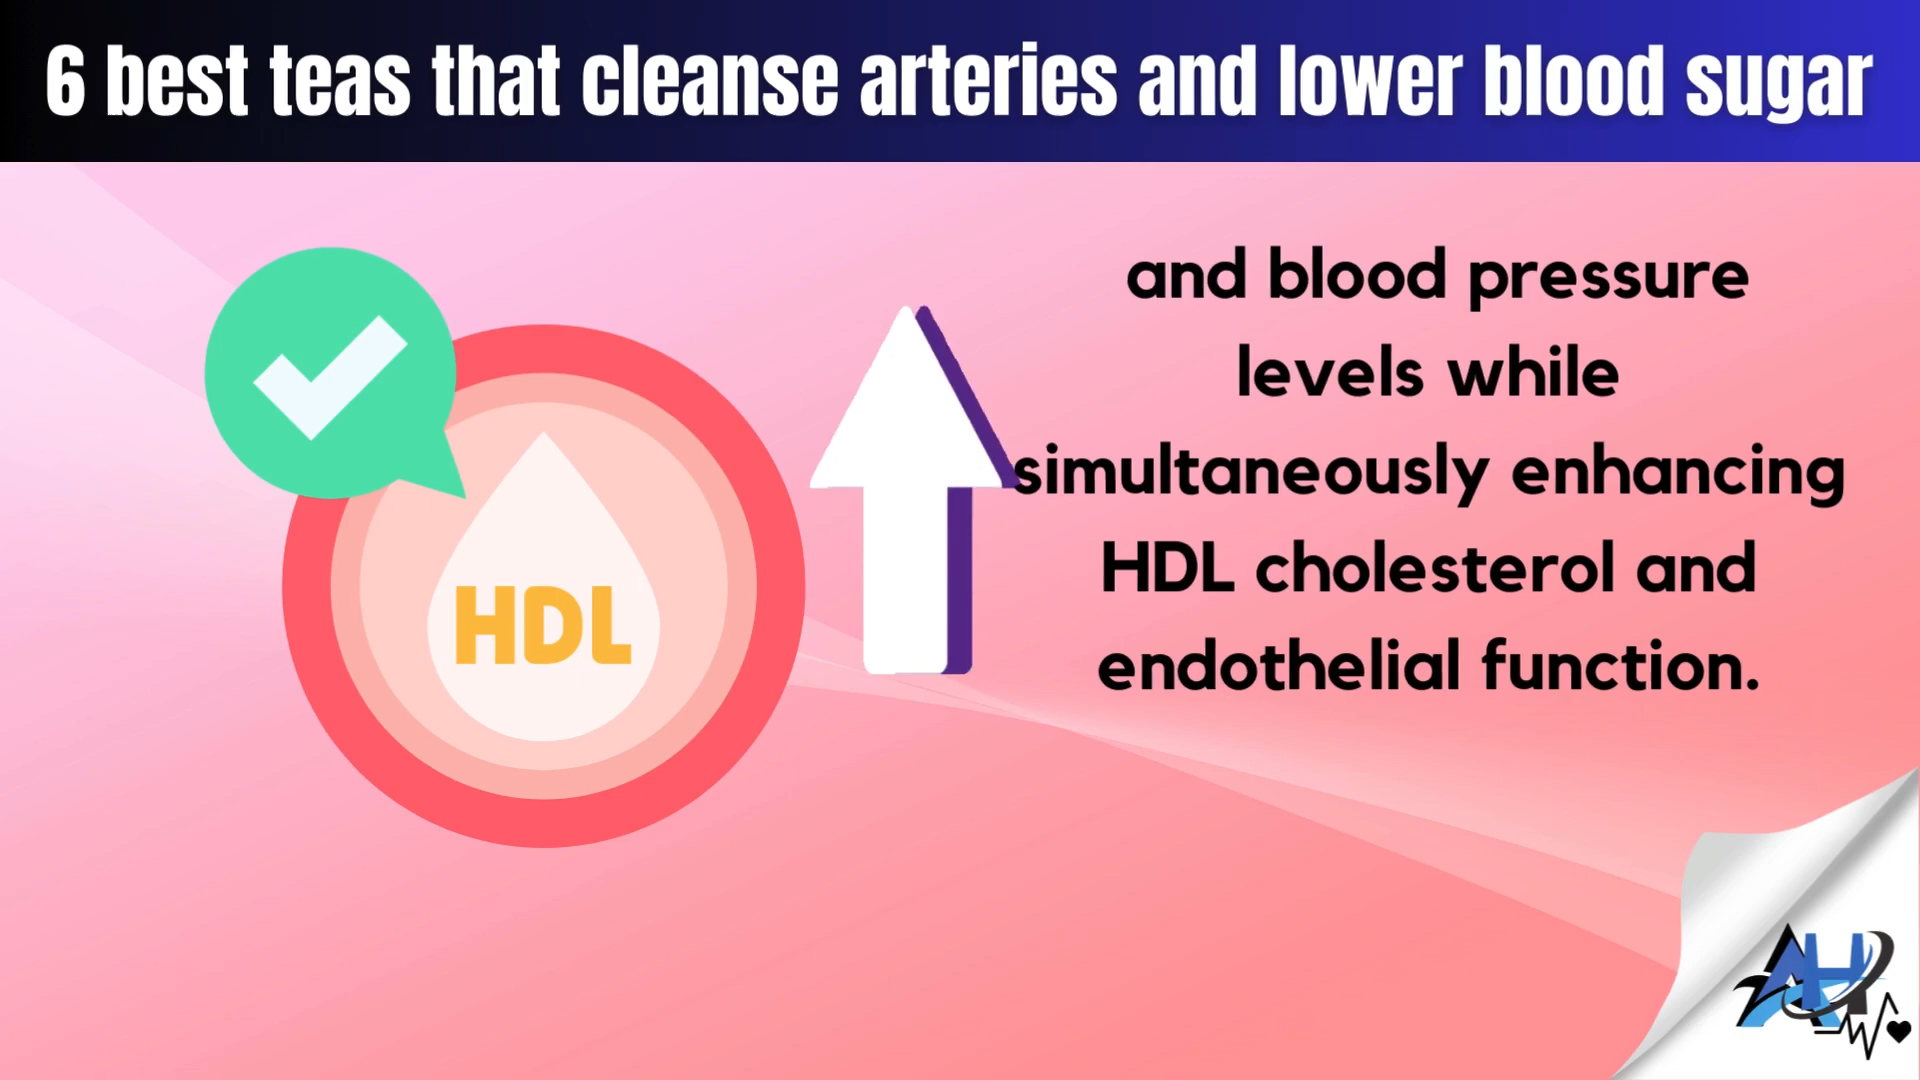 6 best teas that cleanse arteries and lower blood sugar
and blood pressure
levels while
simultaneously enhancing
HDL cholesterol and
endothelial function.
HDL
AH